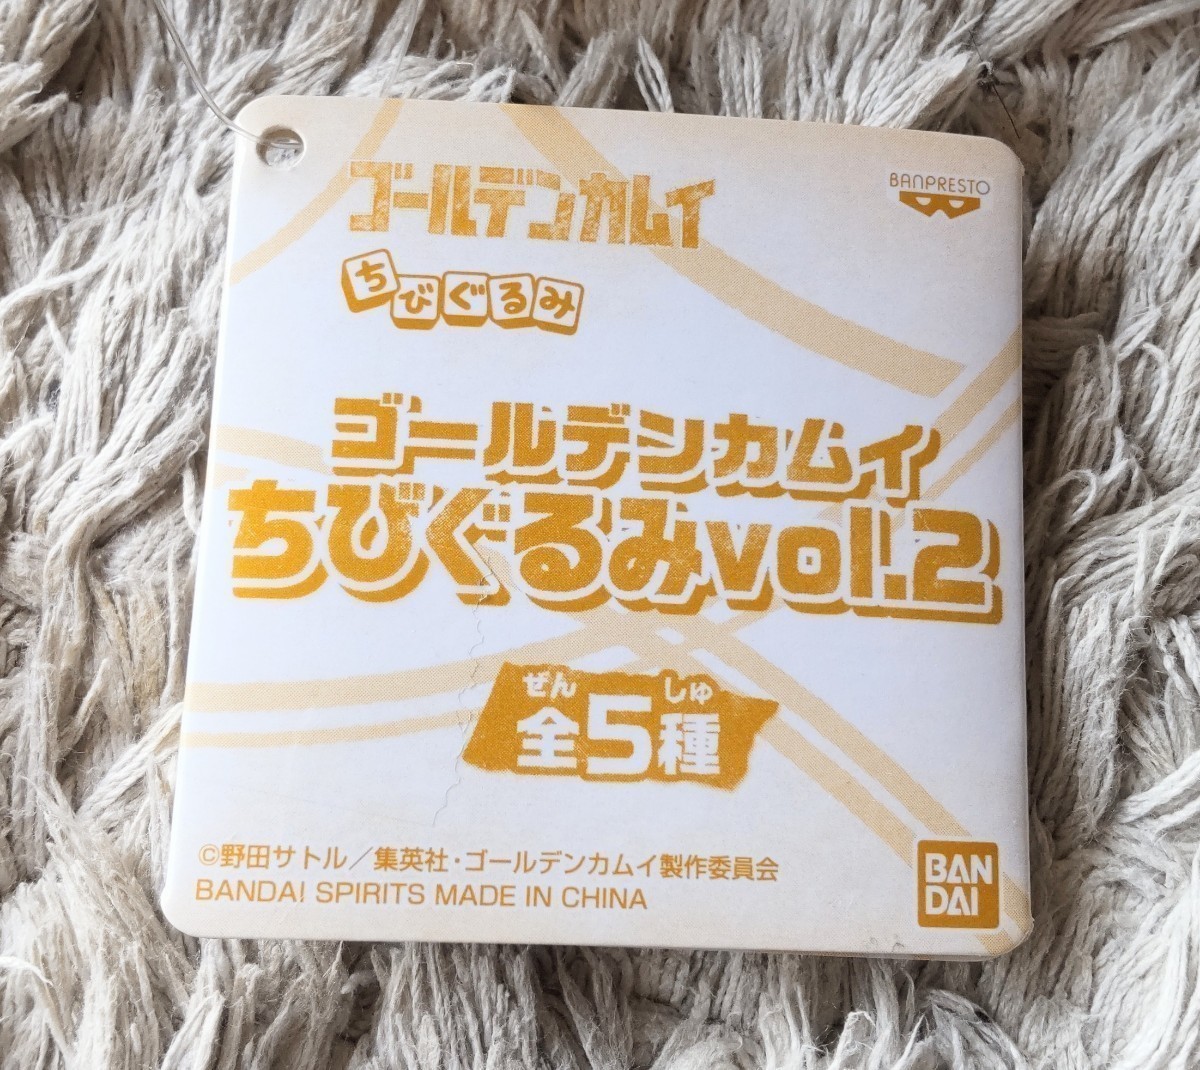 ゴールデンカムイ
BANPRESTO
ちびぐるみ
ゴールデンカムイ
ちびぐるみvol.2
ぜん しゅ
全5種
©野田サトル／集英社・ゴールデンカムイ製作委員会
BANDAI SPIRITS MADE IN CHINA
BAN
DAI